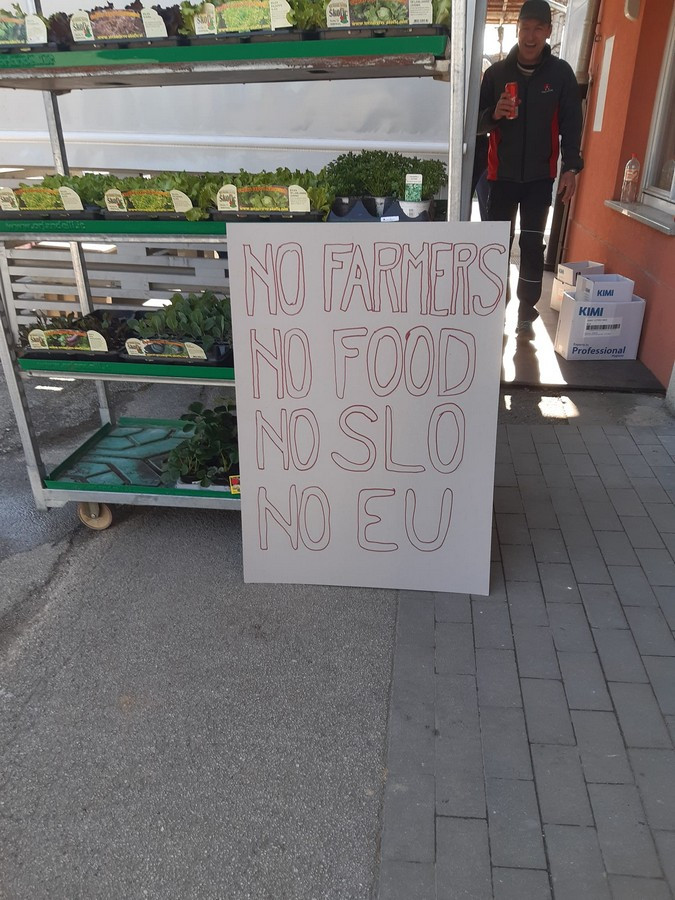 NO FARMERS
NO FOOD
NO SLO
NO EU
KIMI
KIMI
Professional